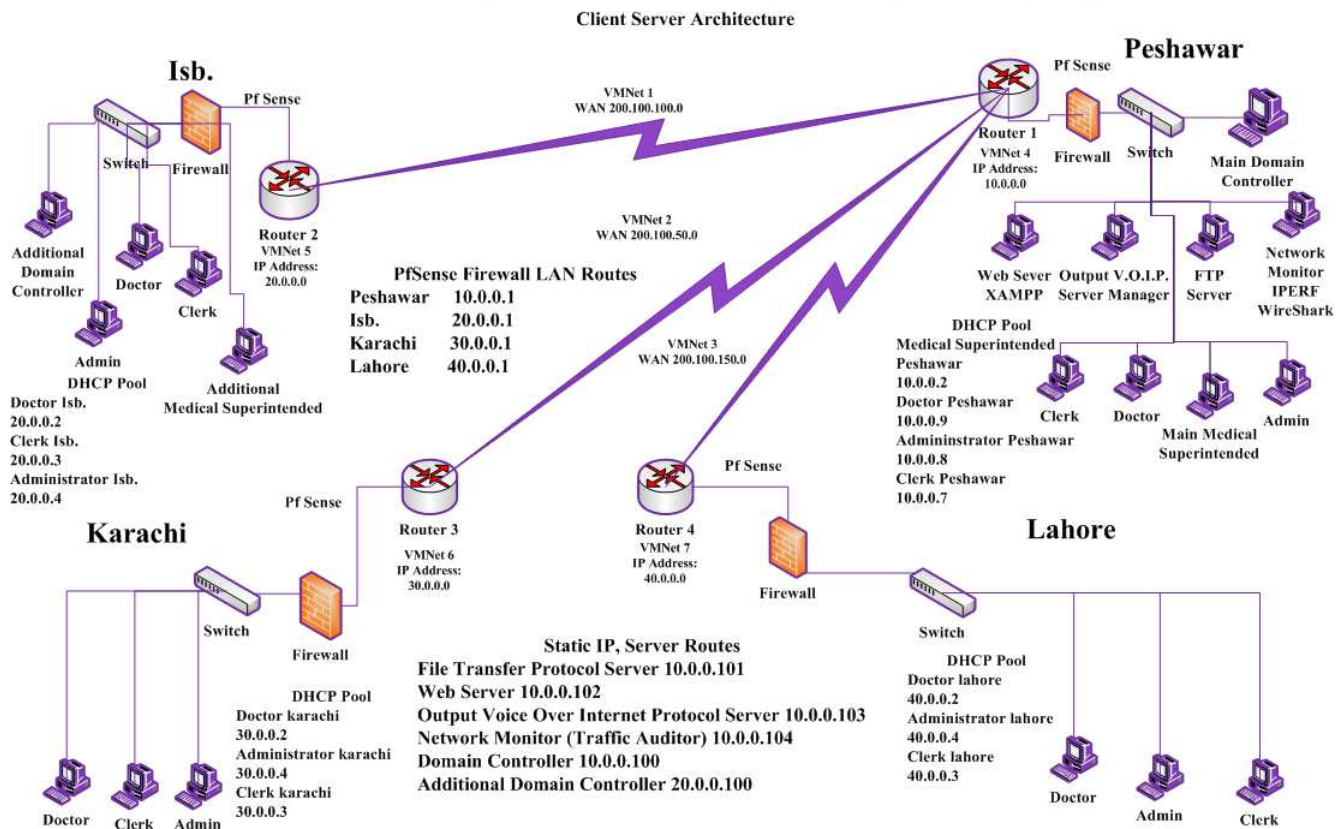 Client Server Architecture
Isb.
Pf Sense
Switch
Firewall
Router 2
VMNet 5
IP Address:
20.0.0.0
Additional
Domain
Controller
Doctor
Clerk
Admin
Additional
Medical Superintended
DHCP Pool
Doctor Isb.
20.0.0.2
Clerk Isb.
20.0.0.3
Administrator Isb.
20.0.0.4
VMNet 1
WAN 200.100.100.0
VMNet 2
WAN 200.100.50.0
VMNet 3
WAN 200.100.150.0
PfSense Firewall LAN Routes
Peshawar 10.0.0.1
Isb. 20.0.0.1
Karachi 30.0.0.1
Lahore 40.0.0.1
Peshawar
Pf Sense
Router 1
VMNet 4
IP Address:
10.0.0.0
Firewall
Switch
Main Domain
Controller
Web Sever
XAMPP
Output V.O.I.P.
Server Manager
FTP
Server
Network
Monitor
IPERF
WireShark
DHCP Pool
Medical Superintended
Peshawar
10.0.0.2
Doctor Peshawar
10.0.0.9
Admininstrator Peshawar
10.0.0.8
Clerk Peshawar
10.0.0.7
Clerk
Doctor
Main Medical
Superintended
Admin
Karachi
Pf Sense
Router 3
VMNet 6
IP Address:
30.0.0.0
Switch
Firewall
DHCP Pool
Doctor karachi
30.0.0.2
Administrator karachi
30.0.0.4
Clerk karachi
30.0.0.3
Doctor
Clerk
Admin
Pf Sense
Router 4
VMNet 7
IP Address:
40.0.0.0
Firewall
Lahore
Switch
DHCP Pool
Doctor lahore
40.0.0.2
Administrator lahore
40.0.0.4
Clerk lahore
40.0.0.3
Doctor
Admin
Clerk
Static IP, Server Routes
File Transfer Protocol Server 10.0.0.101
Web Server 10.0.0.102
Output Voice Over Internet Protocol Server 10.0.0.103
Network Monitor (Traffic Auditor) 10.0.0.104
Domain Controller 10.0.0.100
Additional Domain Controller 20.0.0.100